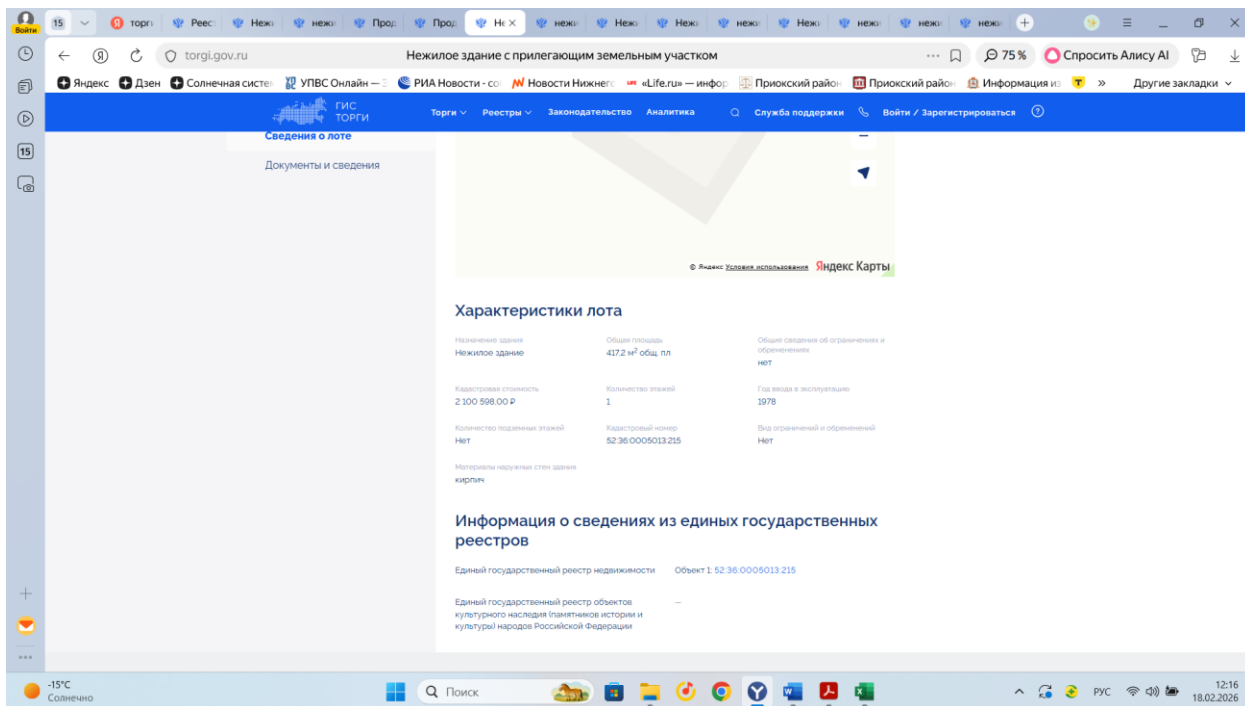 Войти
15
торги
Реест
Нежи
нежи
Прод
Прод
Не
нежи
Нежи
нежи
Нежи
нежи
нежи
нежи
torgi.gov.ru
Нежилое здание с прилегающим земельным участком
75 %
Спросить Алису AI
Яндекс
Дзен
Солнечная систем
УПВС Онлайн —
РИА Новости - со
Новости Нижнего
«Life.ru» — инфор
Приокский район
Приокский район
Информация из
»
Другие закладки
ГИС
ТОРГИ
Торги
Реестры
Законодательство
Аналитика
Служба поддержки
Войти / Зарегистрироваться
Сведения о лоте
Документы и сведения
15
© Яндекс Условия использования Яндекс Карты
Характеристики лота
Назначение здания
Нежилое здание
Общая площадь
417,2 м² общ. пл
Общие сведения об ограничениях и
обременениях
нет
Кадастровая стоимость
2 100 598.00 ₽
Количество этажей
1
Год ввода в эксплуатацию
1978
Количество подземных этажей
Нет
Кадастровый номер
52:36:0005013:215
Вид ограничений и обременений
Нет
Материалы наружных стен здания
кирпич
Информация о сведениях из единых государственных
реестров
Единый государственный реестр недвижимости
Объект 1: 52:36:0005013:215
Единый государственный реестр объектов
культурного наследия (памятников истории и
культуры) народов Российской Федерации
—
-15°C
Солнечно
Поиск
РУС
12:16
18.02.2026